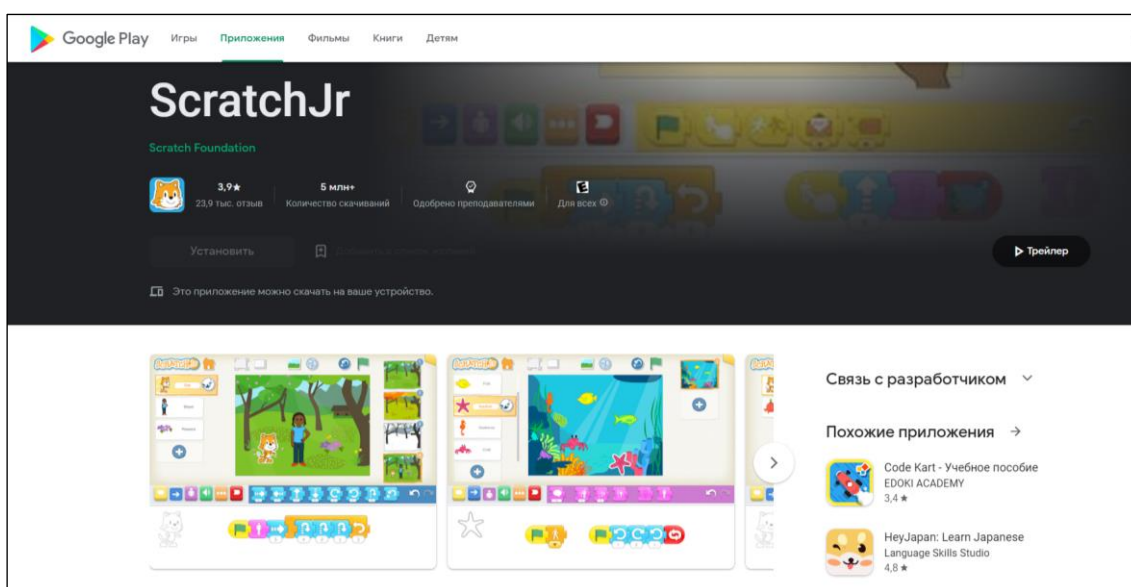 Google Play Игры Приложения Фильмы Книги Детям
ScratchJr
Scratch Foundation
3,9★ 5 млн+
23,9 тыс. отзыв Количество скачиваний Одобрено преподавателями Для всех
Установить
Трейлер
Это приложение можно скачать на ваше устройство.
Связь с разработчиком
Похожие приложения →
Code Kart - Учебное пособие
EDOKI ACADEMY
3,4 ★
HeyJapan: Learn Japanese
Language Skills Studio
4,8 ★